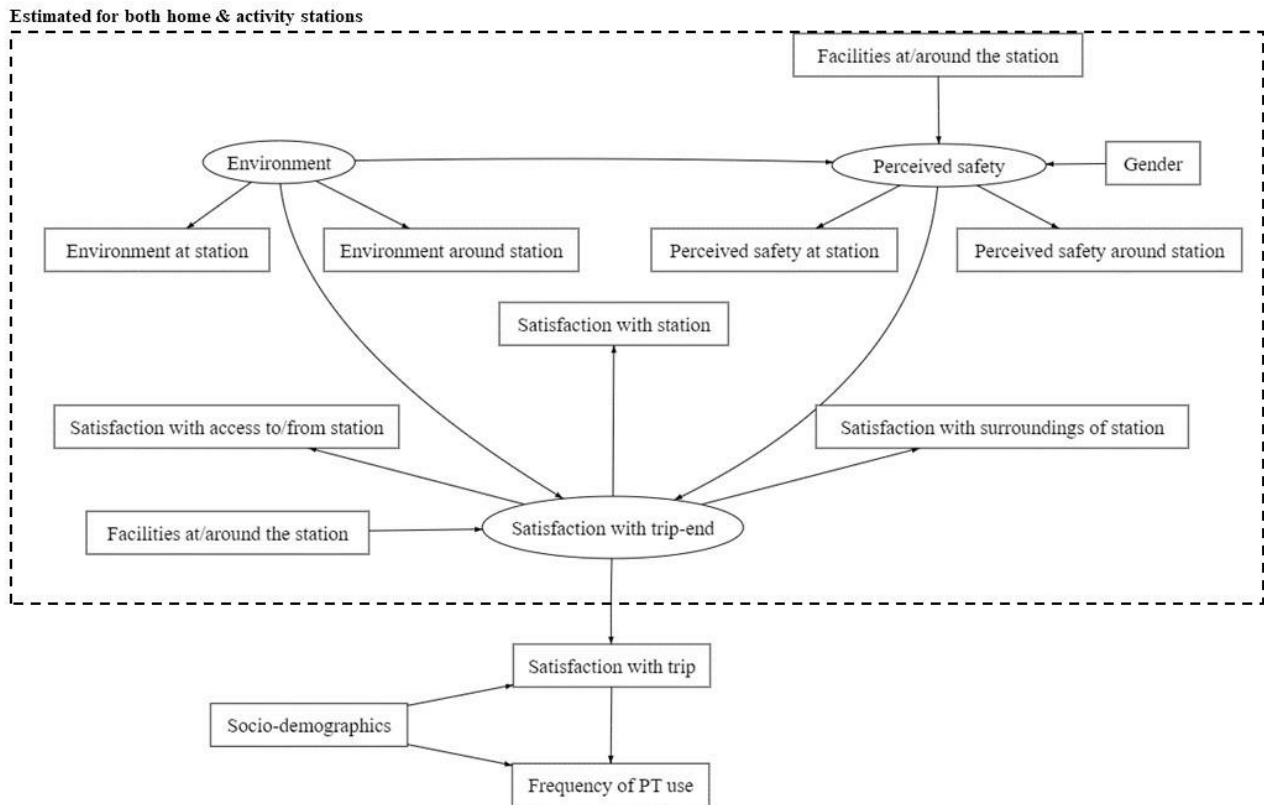 Estimated for both home & activity stations
Facilities at/around the station
Environment
Perceived safety
Gender
Environment at station
Environment around station
Perceived safety at station
Perceived safety around station
Satisfaction with station
Satisfaction with access to/from station
Satisfaction with surroundings of station
Facilities at/around the station
Satisfaction with trip-end
Satisfaction with trip
Socio-demographics
Frequency of PT use